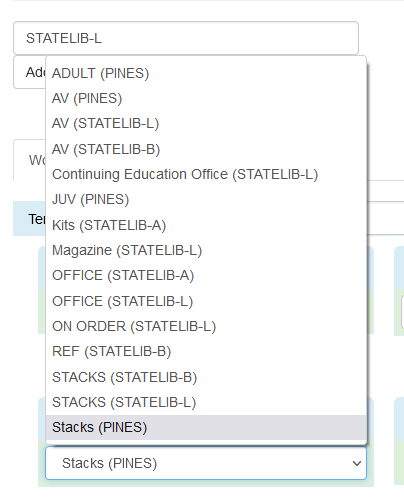 STATELIB-L
Ad
ADULT (PINES)
AV (PINES)
AV (STATELIB-L)
AV (STATELIB-B)
Continuing Education Office (STATELIB-L)
Wo
JUV (PINES)
Kits (STATELIB-A)
Te
Magazine (STATELIB-L)
OFFICE (STATELIB-A)
OFFICE (STATELIB-L)
ON ORDER (STATELIB-L)
REF (STATELIB-B)
STACKS (STATELIB-B)
STACKS (STATELIB-L)
Stacks (PINES)
Stacks (PINES)